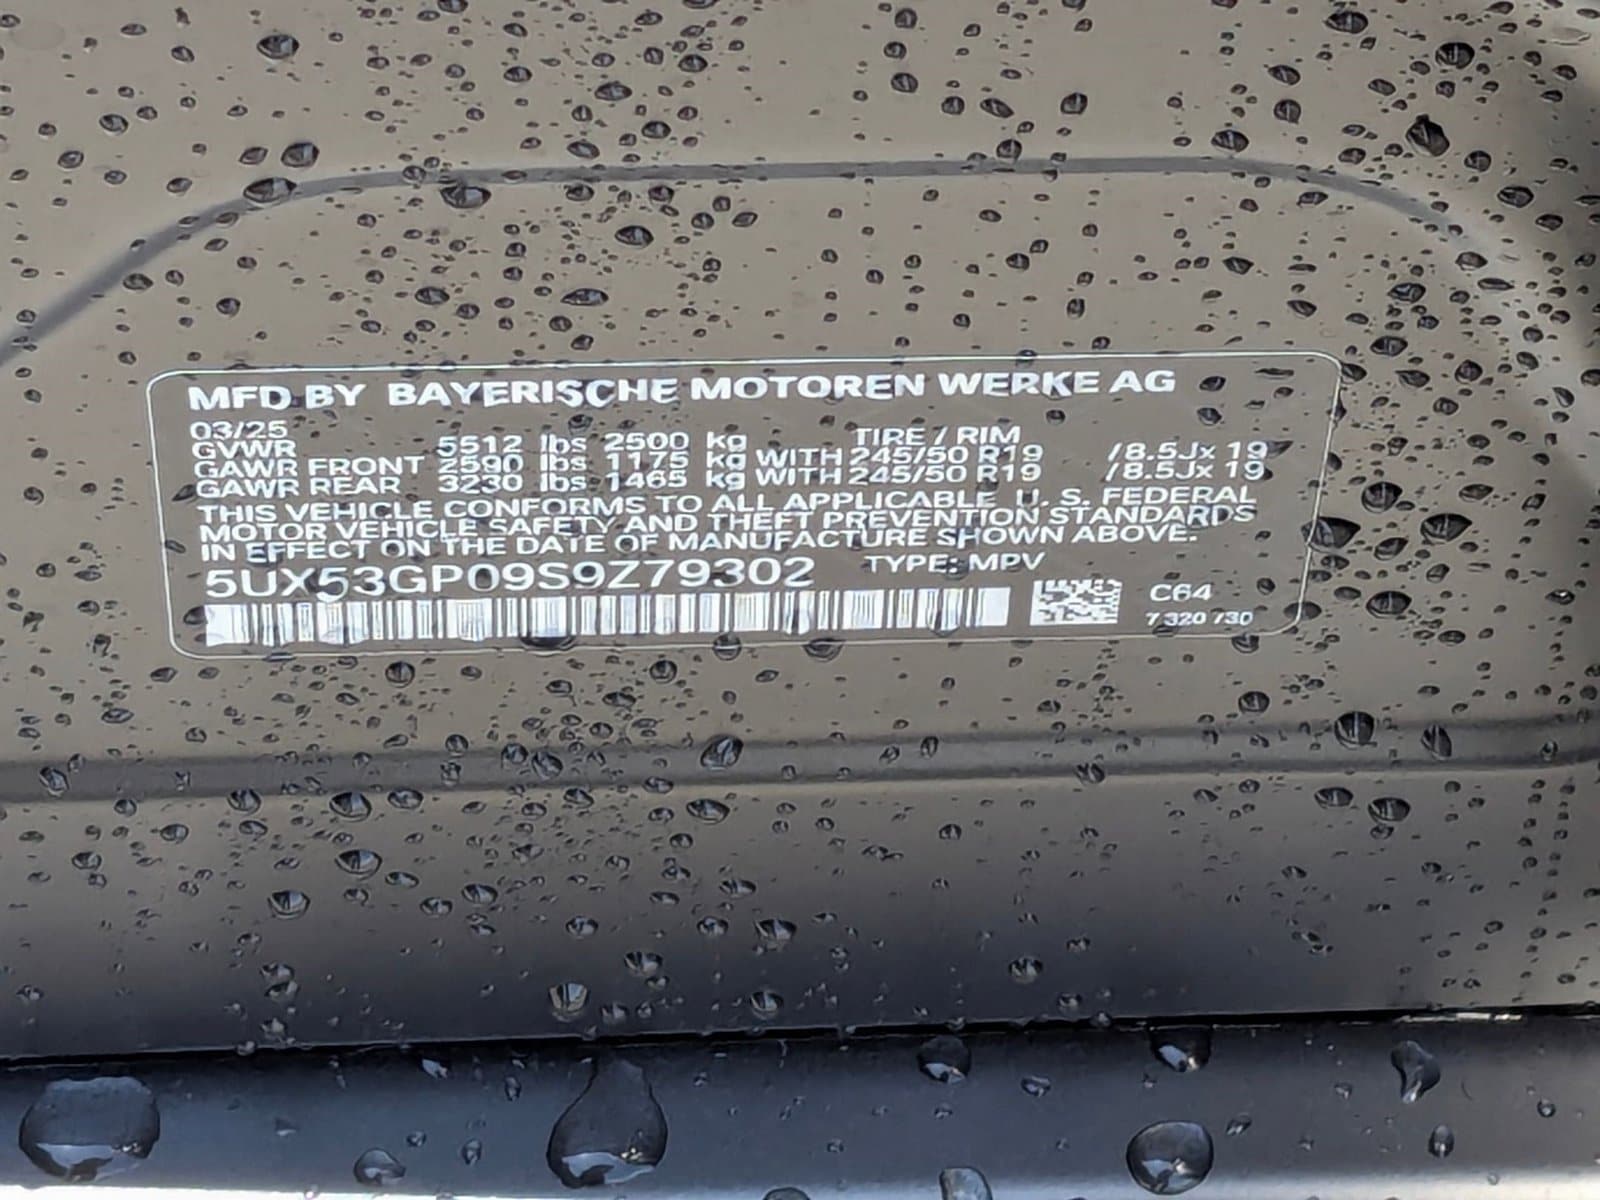 MFD BY BAYERISCHE MOTOREN WERKE AG
03/25 TIRE / RIM
GVWR 5512 lbs 2500 kg
GAWR FRONT 2590 lbs 1175 kg WITH 245/50 R19 /8.5Jx 19
GAWR REAR 3230 lbs 1465 kg WITH 245/50 R19 /8.5Jx 19
THIS VEHICLE CONFORMS TO ALL APPLICABLE U. S. FEDERAL
MOTOR VEHICLE SAFETY AND THEFT PREVENTION STANDARDS
IN EFFECT ON THE DATE OF MANUFACTURE SHOWN ABOVE.
5UX53GP09S9Z79302 TYPE: MPV
C64
7 320 730